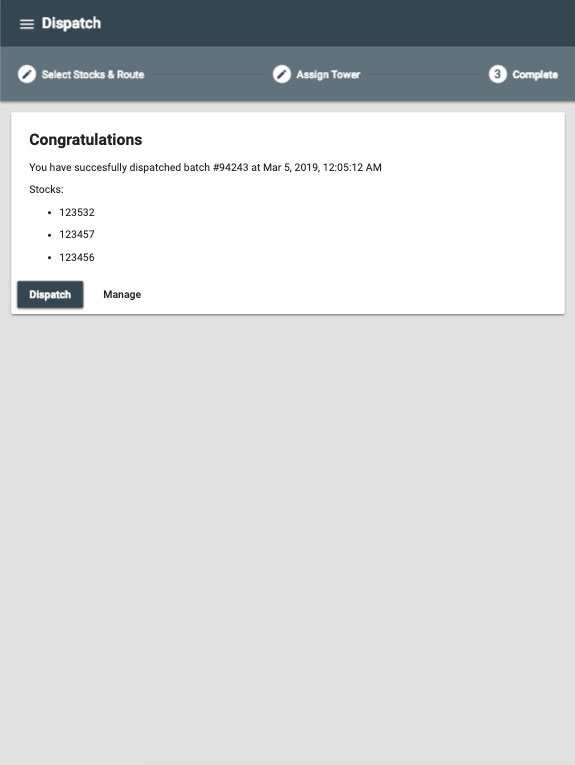 Dispatch
Select Stocks & Route
Assign Tower
3 Complete
Congratulations
You have succesfully dispatched batch #94243 at Mar 5, 2019, 12:05:12 AM
Stocks:
• 123532
• 123457
• 123456
Dispatch Manage